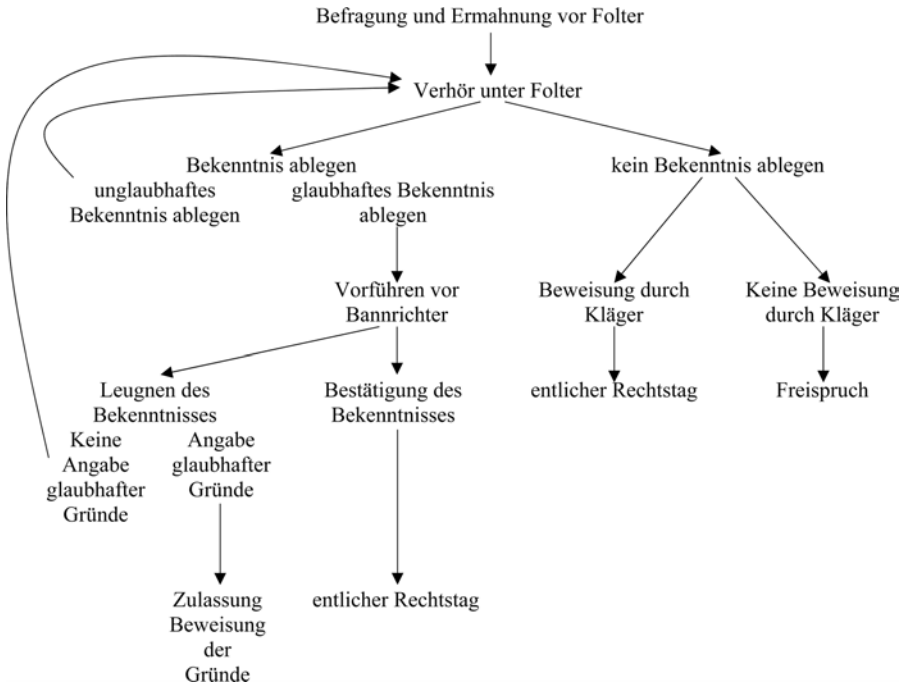 Befragung und Ermahnung vor Folter
Verhör unter Folter
Bekenntnis ablegen
unglaubhaftes
Bekenntnis ablegen
glaubhaftes Bekenntnis
ablegen
kein Bekenntnis ablegen
Vorführen vor
Bannrichter
Beweisung durch
Kläger
Keine Beweisung
durch Kläger
Leugnen des
Bekenntnisses
Bestätigung des
Bekenntnisses
entlicher Rechtstag
Freispruch
Keine
Angabe
glaubhafter
Gründe
Angabe
glaubhafter
Gründe
Zulassung
Beweisung
der
Gründe
entlicher Rechtstag